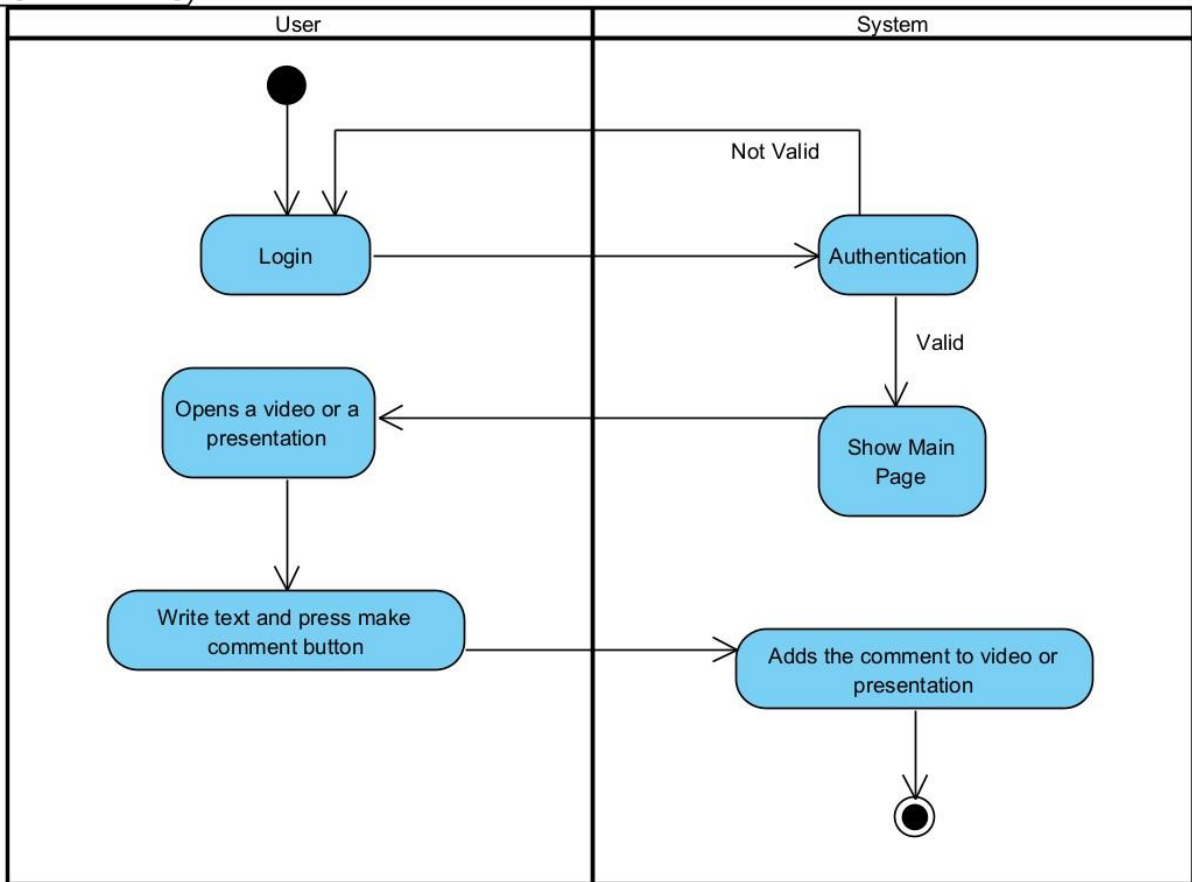 User
System
Not Valid
Login
Authentication
Valid
Opens a video or a
presentation
Show Main
Page
Write text and press make
comment button
Adds the comment to video or
presentation